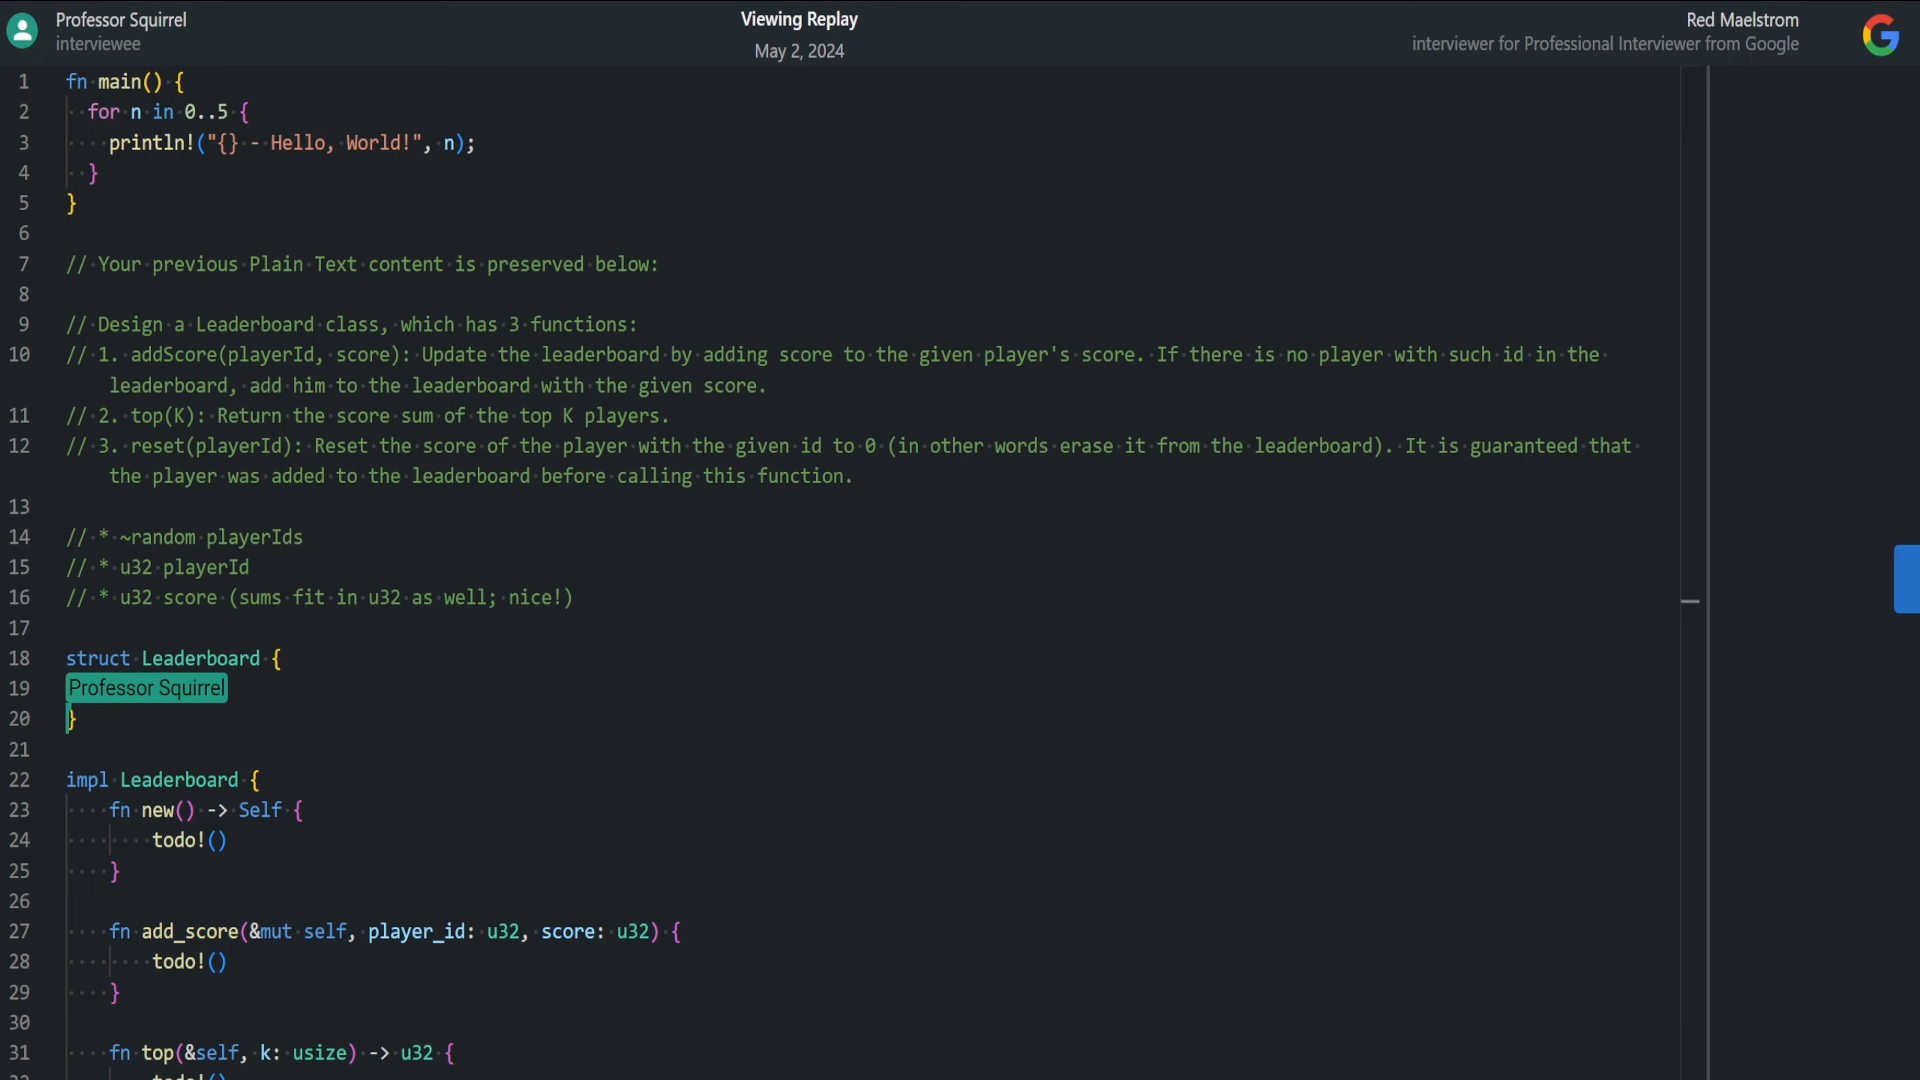 Professor Squirrel
interviewee
Viewing Replay
May 2, 2024
Red Maelstrom
interviewer for Professional Interviewer from Google
1 fn main() {
2 for n in 0..5 {
3 println!("{} - Hello, World!", n);
4 }
5 }
6
7 // Your previous Plain Text content is preserved below:
8
9 // Design a Leaderboard class, which has 3 functions:
10 // 1. addScore(playerId, score): Update the leaderboard by adding score to the given player's score. If there is no player with such id in the
leaderboard, add him to the leaderboard with the given score.
11 // 2. top(K): Return the score sum of the top K players.
12 // 3. reset(playerId): Reset the score of the player with the given id to 0 (in other words erase it from the leaderboard). It is guaranteed that
the player was added to the leaderboard before calling this function.
13
14 // * ~random playerIds
15 // * u32 playerId
16 // * u32 score (sums fit in u32 as well; nice!)
17
18 struct Leaderboard {
19 Professor Squirrel
20 }
21
22 impl Leaderboard {
23 fn new() -> Self {
24 todo!()
25 }
26
27 fn add_score(&mut self, player_id: u32, score: u32) {
28 todo!()
29 }
30
31 fn top(&self, k: usize) -> u32 {